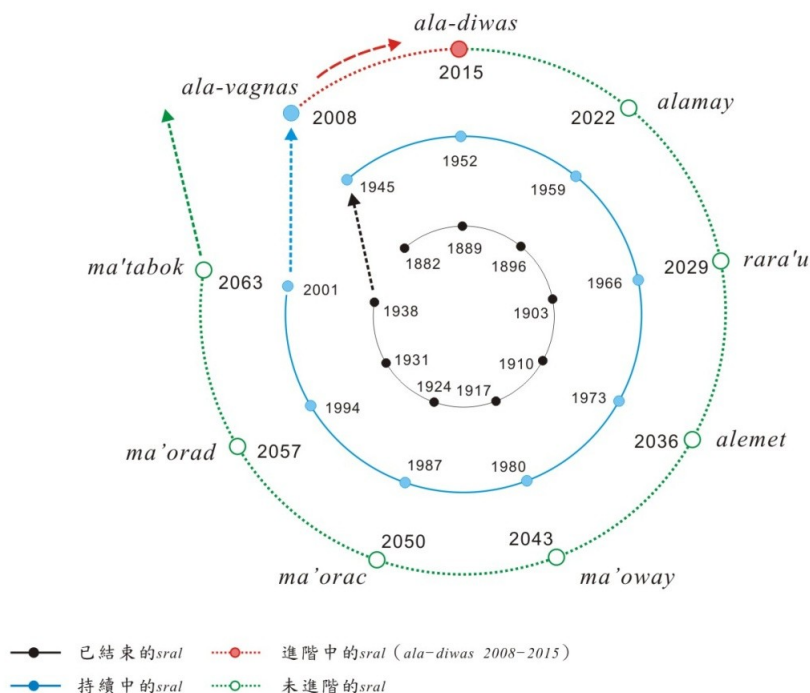 ala-diwas
2015
ala-vagnas
2008
alamay
2022
1952
1945
1959
rara'u
2029
1889
1882
1896
ma'tabok
2063
2001
1966
1938
1903
1931
1910
1924
1917
1994
1973
alemet
2036
ma'orad
2057
1987
1980
2050
2043
ma'orac
ma'oway
已結束的sral
進階中的sral（ala-diwas 2008-2015）
持續中的sral
未進階的sral